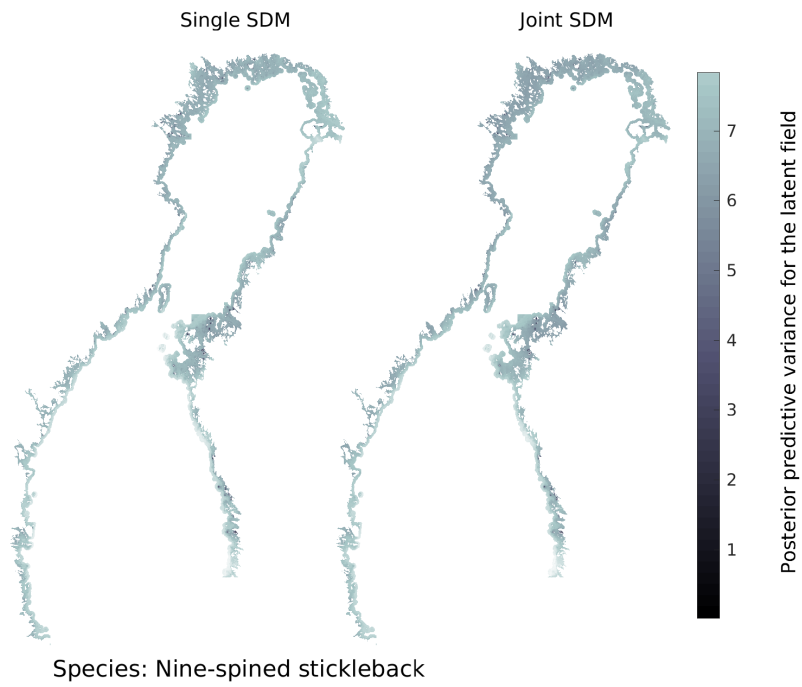 Single SDM
Joint SDM
7
6
5
4
3
2
1
Posterior predictive variance for the latent field
Species: Nine-spined stickleback